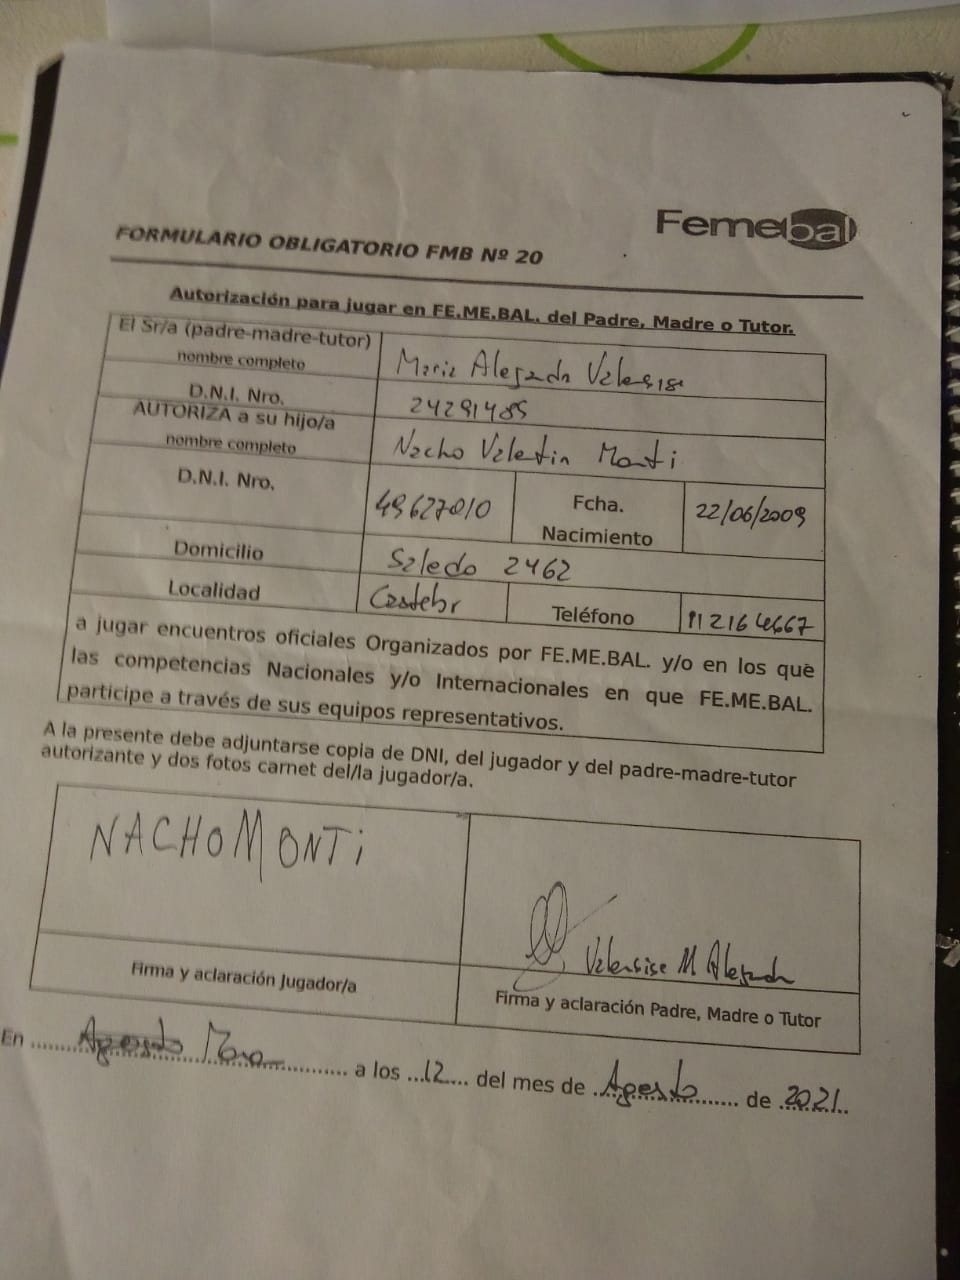 Femebal
FORMULARIO OBLIGATORIO FMB Nº 20
Autorización para jugar en FE.ME.BAL. del Padre, Madre o Tutor.
El Sr/a (padre-madre-tutor)
nombre completo
Maria Alejandra Valensise
D.N.I. Nro.
24291485
AUTORIZA a su hijo/a
nombre completo
Nacho Valentin Monti
D.N.I. Nro.
49627010
Fcha.
Nacimiento
22/06/2009
Domicilio
Saledo 2462
Localidad
Castelar
Teléfono
a jugar encuentros oficiales Organizados por FE.ME.BAL. y/o en los que
las competencias Nacionales y/o Internacionales en que FE.ME.BAL.
participe a través de sus equipos representativos.
A la presente debe adjuntarse copia de DNI, del jugador y del padre-madre-tutor
autorizante y dos fotos carnet del/la jugador/a.
NACHO MONTi
Valensise M Alejandra
Firma y aclaración Jugador/a
Firma y aclaración Padre, Madre o Tutor
En ........ a los ...12.... del mes de Agosto ........ de 2021..